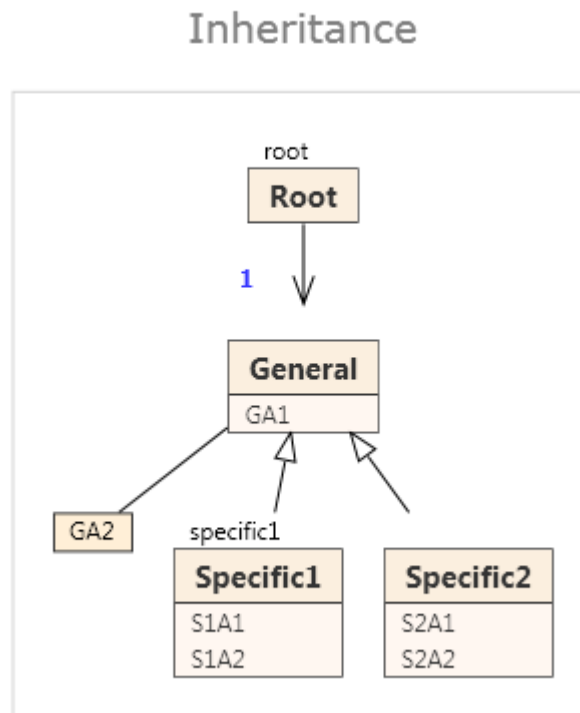 Inheritance
root
Root
1
General
GA1
GA2
specific1
Specific1
S1A1
S1A2
Specific2
S2A1
S2A2